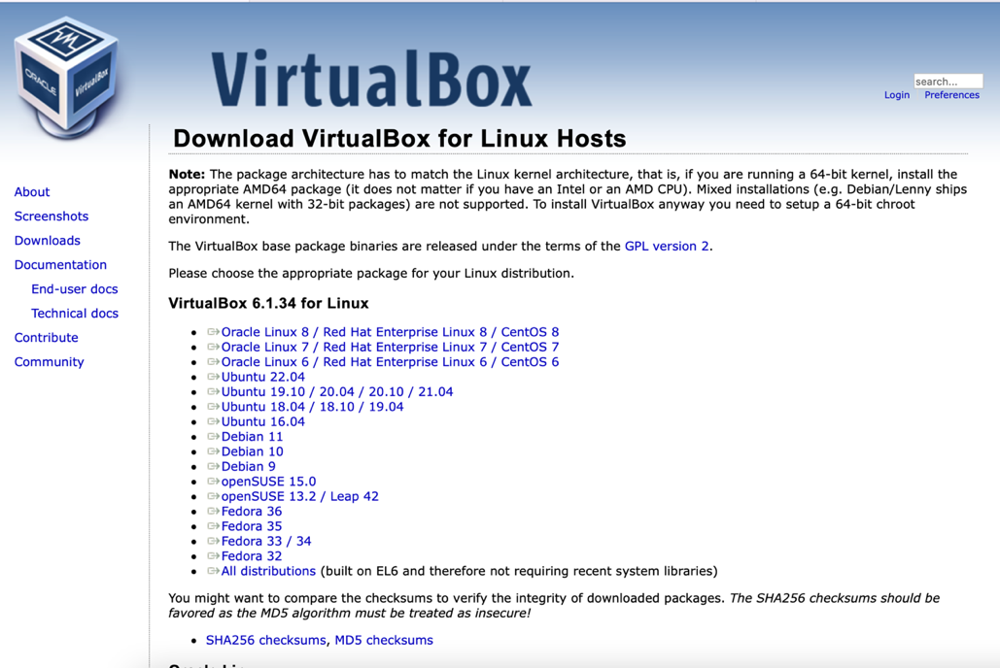 ORACLE
VirtualBox
VirtualBox
search...
Login Preferences
Download VirtualBox for Linux Hosts
Note: The package architecture has to match the Linux kernel architecture, that is, if you are running a 64-bit kernel, install the
appropriate AMD64 package (it does not matter if you have an Intel or an AMD CPU). Mixed installations (e.g. Debian/Lenny ships
an AMD64 kernel with 32-bit packages) are not supported. To install VirtualBox anyway you need to setup a 64-bit chroot
environment.
The VirtualBox base package binaries are released under the terms of the GPL version 2.
Please choose the appropriate package for your Linux distribution.
About
Screenshots
Downloads
Documentation
End-user docs
Technical docs
Contribute
Community
VirtualBox 6.1.34 for Linux
Oracle Linux 8 / Red Hat Enterprise Linux 8 / CentOS 8
Oracle Linux 7 / Red Hat Enterprise Linux 7 / CentOS 7
Oracle Linux 6 / Red Hat Enterprise Linux 6 / CentOS 6
Ubuntu 22.04
Ubuntu 19.10 / 20.04 / 20.10 / 21.04
Ubuntu 18.04 / 18.10 / 19.04
Ubuntu 16.04
Debian 11
Debian 10
Debian 9
openSUSE 15.0
openSUSE 13.2 / Leap 42
Fedora 36
Fedora 35
Fedora 33 / 34
Fedora 32
All distributions (built on EL6 and therefore not requiring recent system libraries)
You might want to compare the checksums to verify the integrity of downloaded packages. The SHA256 checksums should be
favored as the MD5 algorithm must be treated as insecure!
SHA256 checksums, MD5 checksums